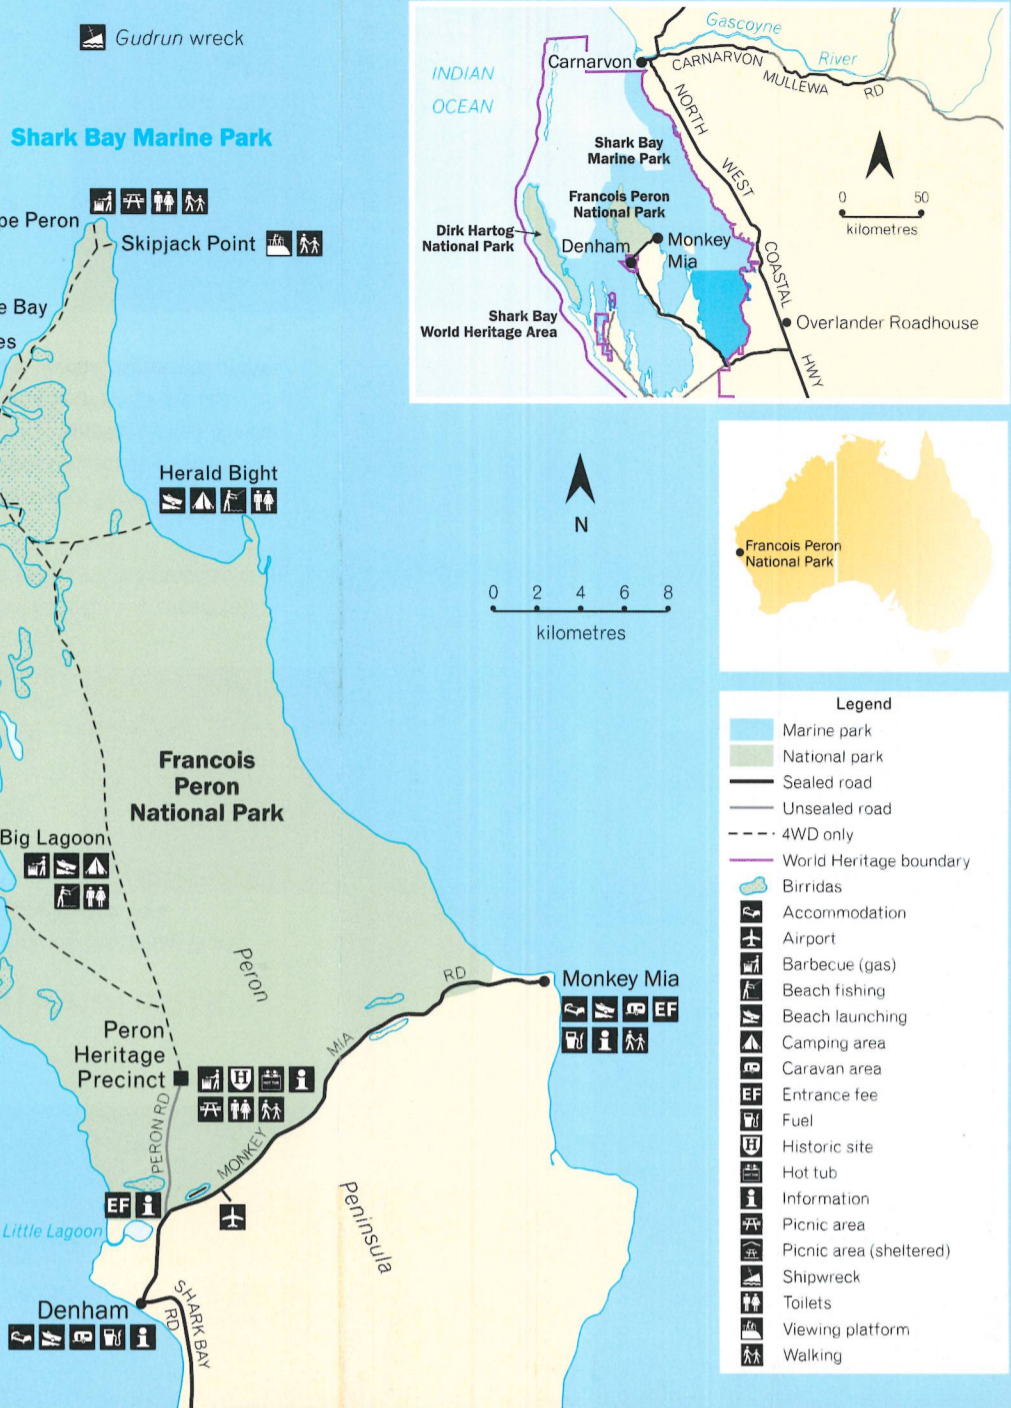 Gudrun wreck
Shark Bay Marine Park
pe Peron
Skipjack Point
e Bay
es
Herald Bight
Francois
Peron
National Park
Big Lagoon
Peron
Peninsula
Monkey Mia
EF
MONKEY
MIA
RD
Peron
Heritage
Precinct
H
HOT TUB
PERON RD
EF
Little Lagoon
Denham
SHARK BAY
RD
INDIAN
OCEAN
Carnarvon
Gascoyne
River
CARNARVON
MULLEWA
RD
NORTH
WEST
COASTAL
HWY
Shark Bay
Marine Park
Francois Peron
National Park
Dirk Hartog
National Park
Denham
Monkey
Mia
Shark Bay
World Heritage Area
Overlander Roadhouse
0 50
kilometres
N
0 2 4 6 8
kilometres
Francois Peron
National Park
Legend
Marine park
National park
Sealed road
Unsealed road
4WD only
World Heritage boundary
Birridas
Accommodation
Airport
Barbecue (gas)
Beach fishing
Beach launching
Camping area
Caravan area
EF Entrance fee
Fuel
H Historic site
HOT TUB Hot tub
Information
Picnic area
Picnic area (sheltered)
Shipwreck
Toilets
Viewing platform
Walking